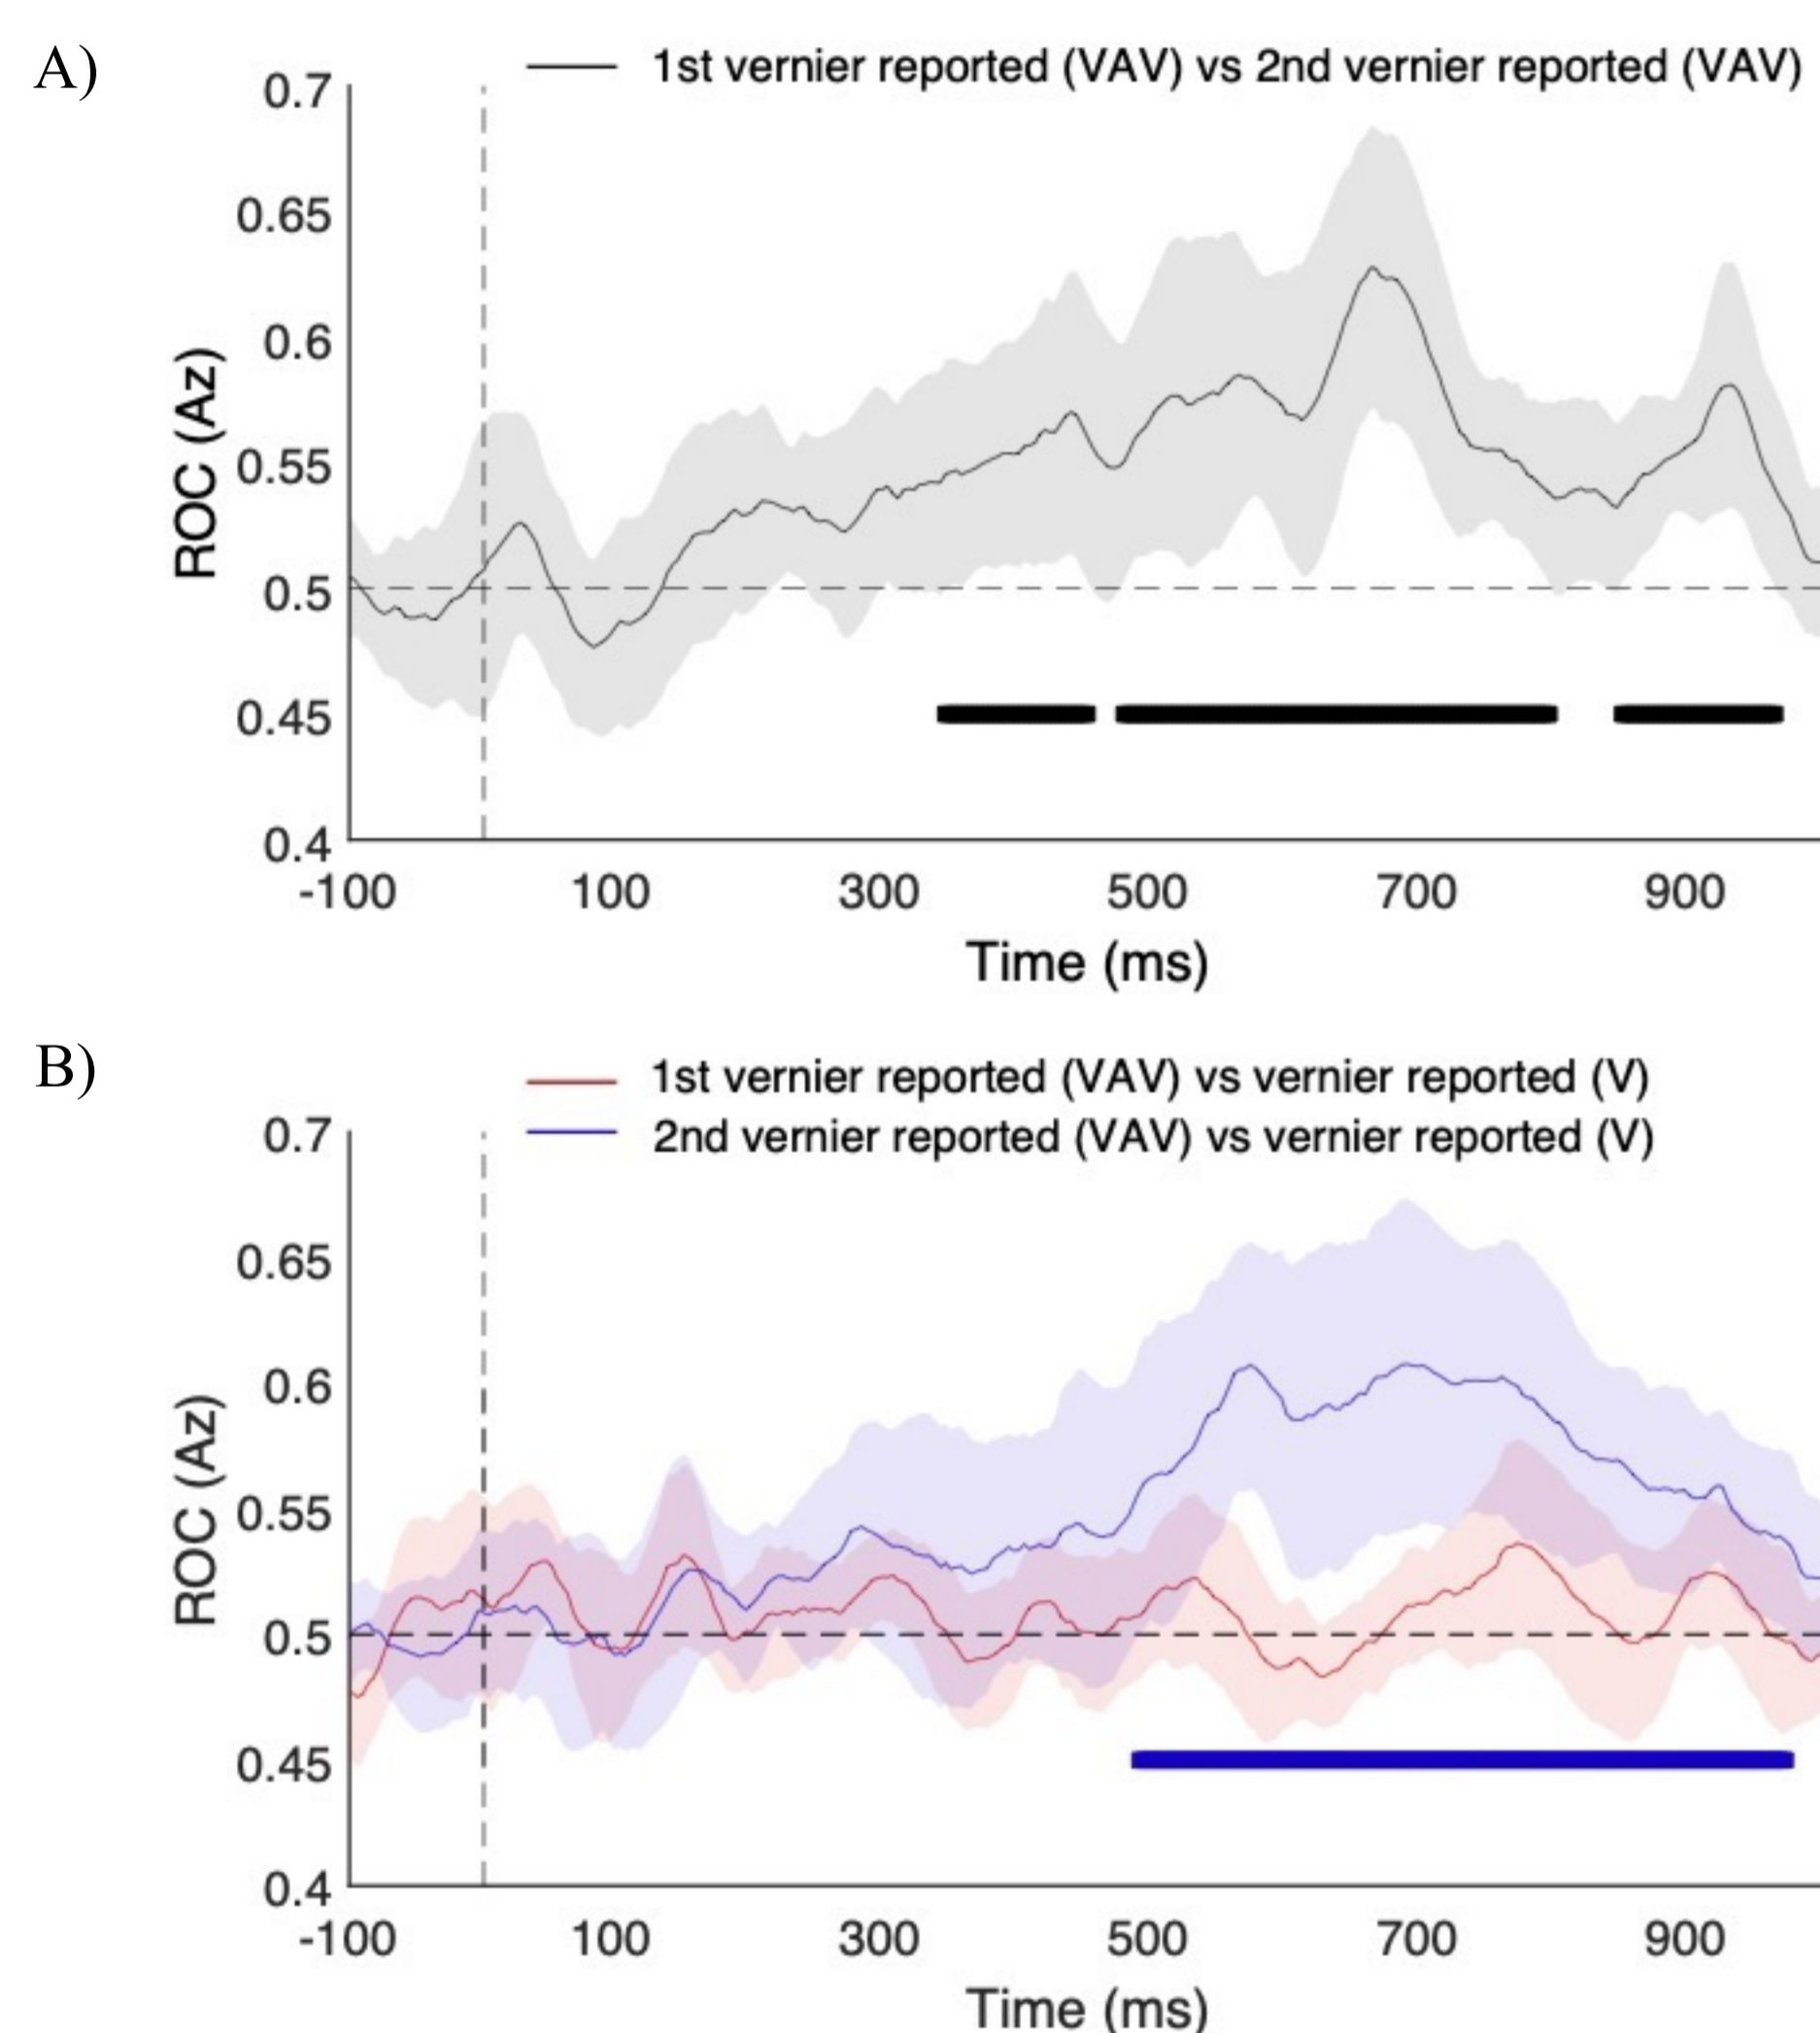 A)
1st vernier reported (VAV) vs 2nd vernier reported (VAV)
0.7
0.65
0.6
0.55
0.5
0.45
0.4
ROC (Az)
-100 100 300 500 700 900
Time (ms)
B)
1st vernier reported (VAV) vs vernier reported (V)
2nd vernier reported (VAV) vs vernier reported (V)
0.7
0.65
0.6
0.55
0.5
0.45
0.4
ROC (Az)
-100 100 300 500 700 900
Time (ms)